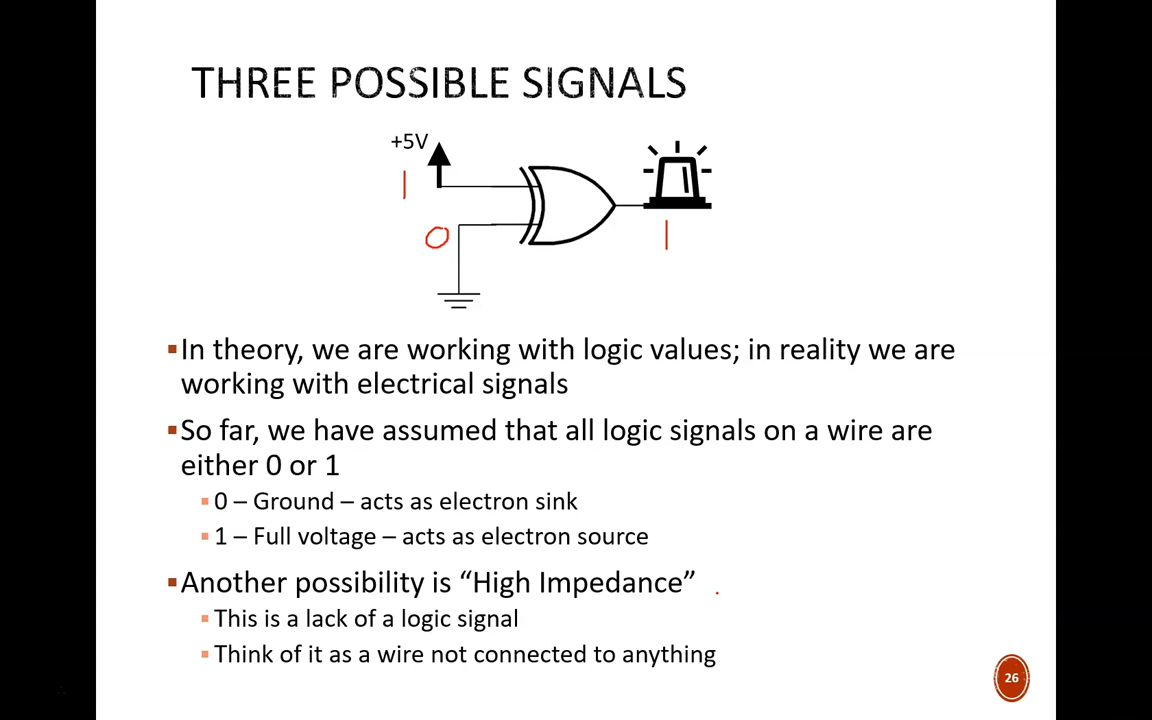 THREE POSSIBLE SIGNALS
+5V
1
0
1
In theory, we are working with logic values; in reality we are
working with electrical signals
So far, we have assumed that all logic signals on a wire are
either 0 or 1
0 – Ground – acts as electron sink
1 – Full voltage – acts as electron source
Another possibility is “High Impedance”
This is a lack of a logic signal
Think of it as a wire not connected to anything
26